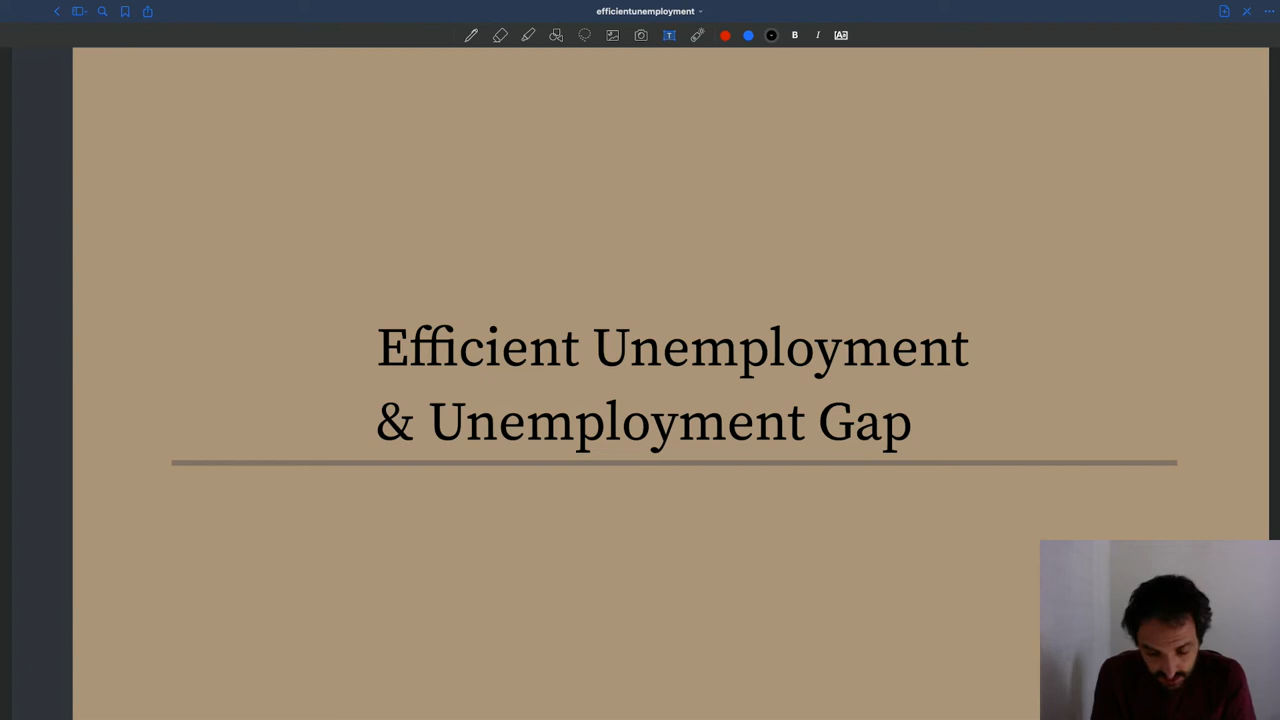 efficientunemployment
B I
Efficient Unemployment
& Unemployment Gap